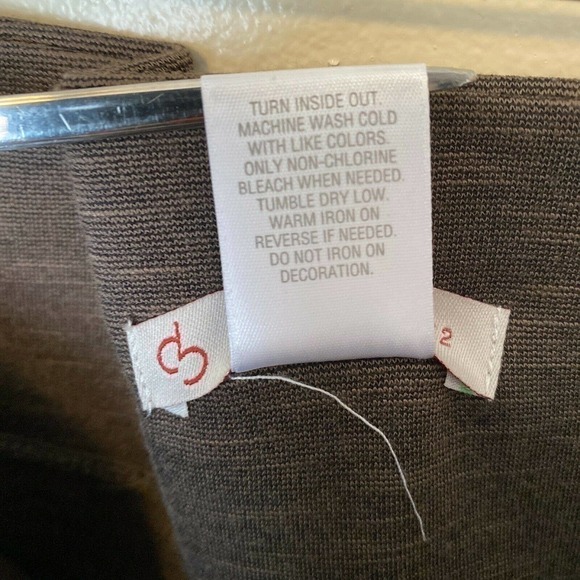 TURN INSIDE OUT.
MACHINE WASH COLD
WITH LIKE COLORS.
ONLY NON-CHLORINE
BLEACH WHEN NEEDED.
TUMBLE DRY LOW.
WARM IRON ON
REVERSE IF NEEDED.
DO NOT IRON ON
DECORATION.
2